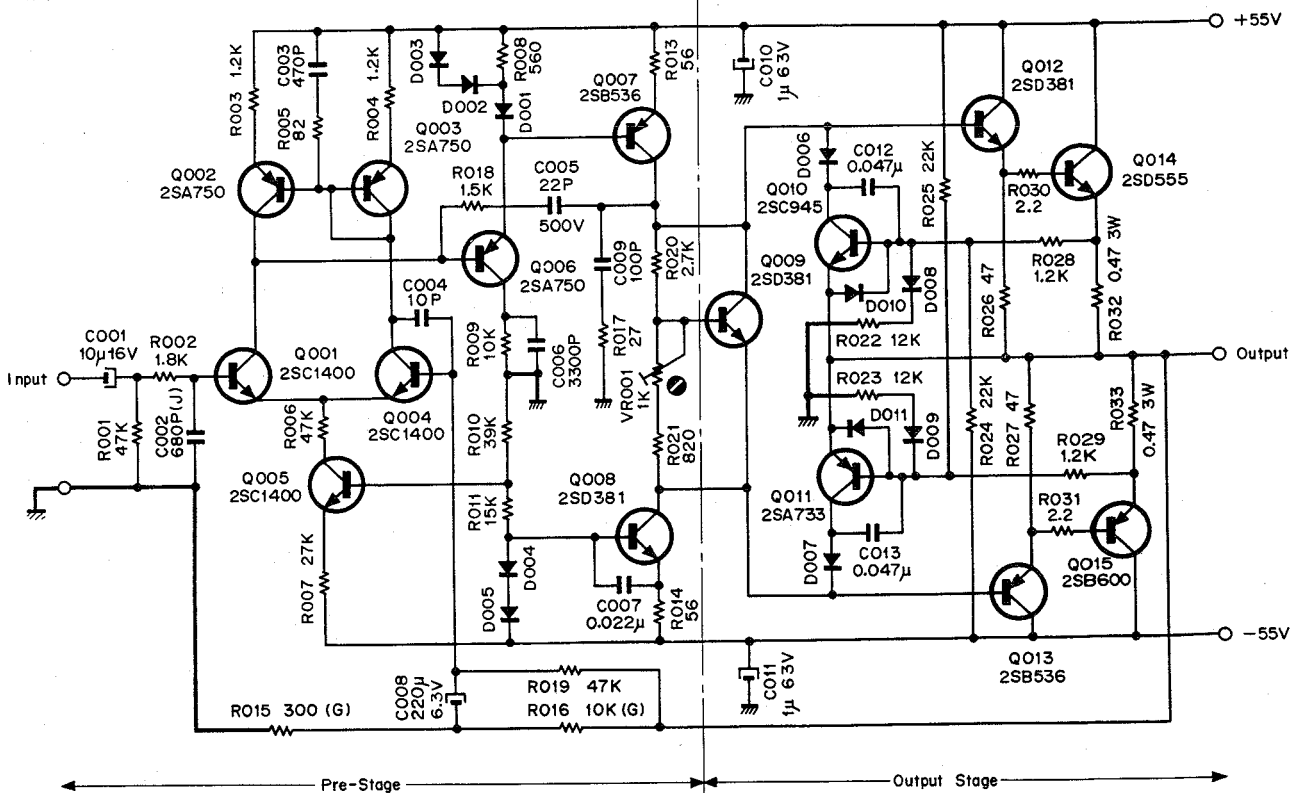 +55V
R003 1.2K
C003
470P
R005
82
R004 1.2K
D003
R008
560
D002
D001
Q007
2SB536
R013
56
C010
1μ 63V
Q012
2SD381
Q002
2SA750
Q003
2SA750
R018
1.5K
C005
22P
500V
D006
C012
0.047μ
Q010
2SC945
R025 22K
R030
2.2
Q014
2SD555
Q006
2SA750
C009
100P
R020
2.7K
Q009
2SD381
D010
D008
R028
1.2K
R026 47
R032 0.47 3W
C004
10P
C001
10μ16V
R002
1.8K
Q001
2SC1400
R009
10K
C006
3300P
R017
27
R022 12K
Input
Output
R001
47K
C002
680P(J)
R006
47K
Q004
2SC1400
VR001
1K
R023 12K
D011
D009
R010
39K
R021
820
R024 22K
R027 47
R029
1.2K
R033
0.47 3W
Q005
2SC1400
Q008
2SD381
Q011
2SA733
R011
15K
R031
2.2
Q015
2SB600
R007 27K
D004
D005
C007
0.022μ
R014
56
D007
C013
0.047μ
−55V
Q013
2SB536
C011
1μ 63V
R019 47K
C008
220μ
6.3V
R015 300 (G)
R016 10K(G)
Pre-Stage
Output Stage